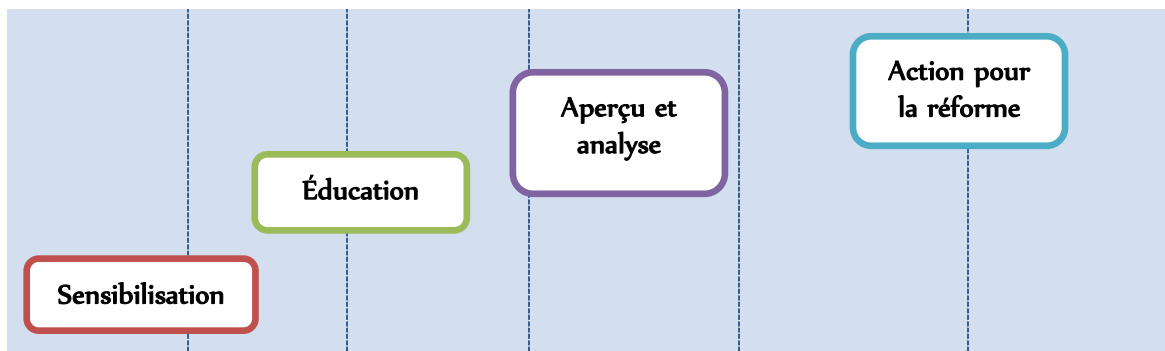 Sensibilisation
Éducation
Aperçu et
analyse
Action pour
la réforme